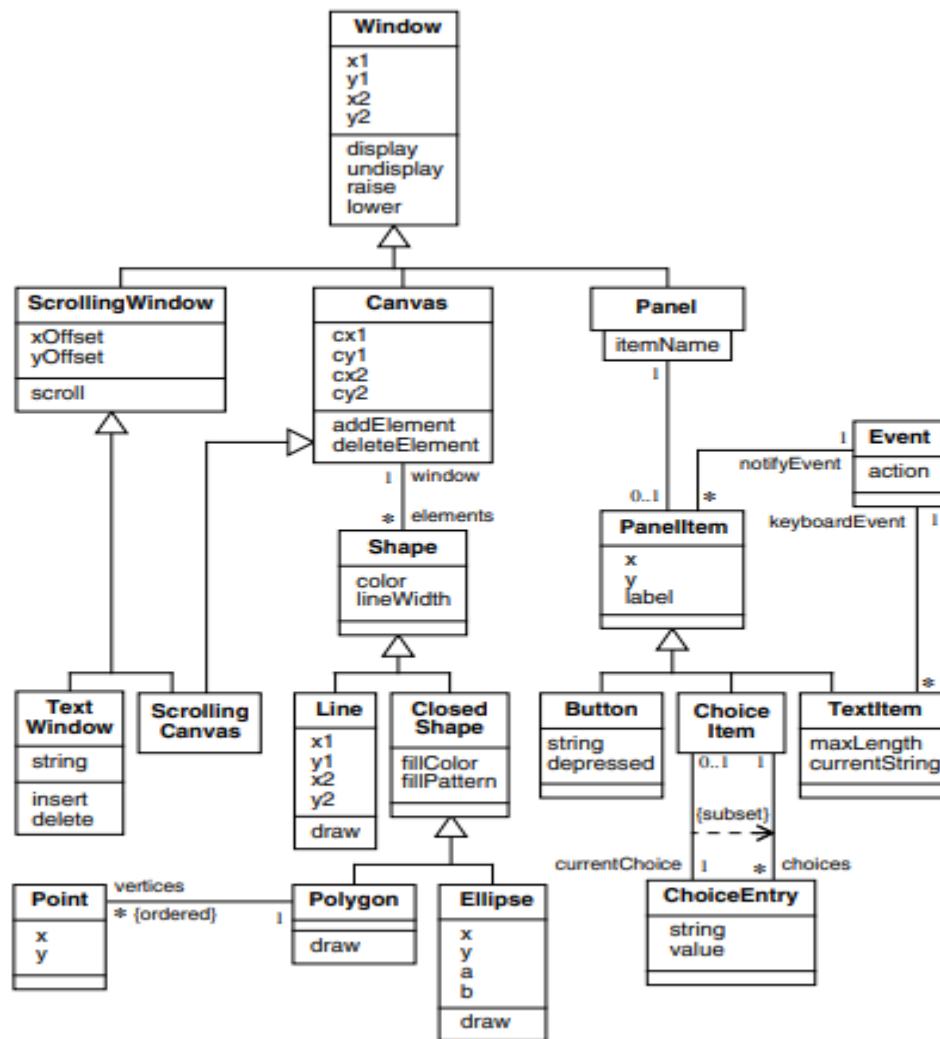 Window
x1
y1
x2
y2
display
undisplay
raise
lower
ScrollingWindow
xOffset
yOffset
scroll
Canvas
cx1
cy1
cx2
cy2
addElement
deleteElement
Panel
itemName
1
1 window
* elements
0..1
*
notifyEvent
1
Event
action
keyboardEvent 1
Shape
color
lineWidth
PanelItem
x
y
label
Text
Window
string
insert
delete
Scrolling
Canvas
Line
x1
y1
x2
y2
draw
Closed
Shape
fillColor
fillPattern
Button
string
depressed
Choice
Item
0..1 1
*
TextItem
maxLength
currentString
{subset}
currentChoice 1
* choices
ChoiceEntry
string
value
Point
x
y
vertices
* {ordered} 1
Polygon
draw
Ellipse
x
y
a
b
draw